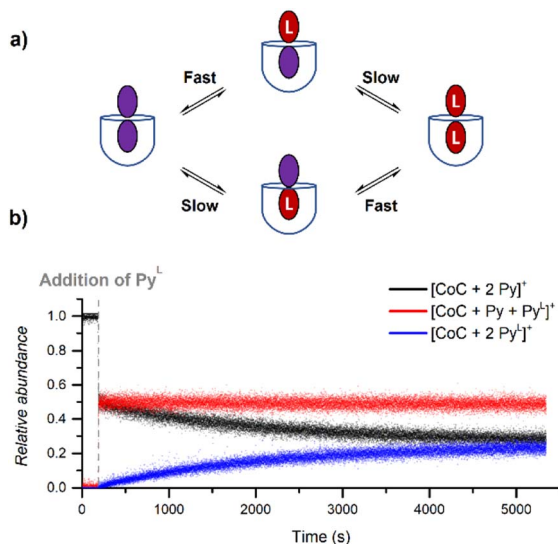 a)
L
Fast
Slow
L
L
Slow
L
Fast
b)
Addition of Py^L
[CoC + 2 Py]⁺
[CoC + Py + Py^L]⁺
[CoC + 2 Py^L]⁺
Relative abundance
1.0
0.8
0.6
0.4
0.2
0.0
0
1000
2000
3000
4000
5000
Time (s)